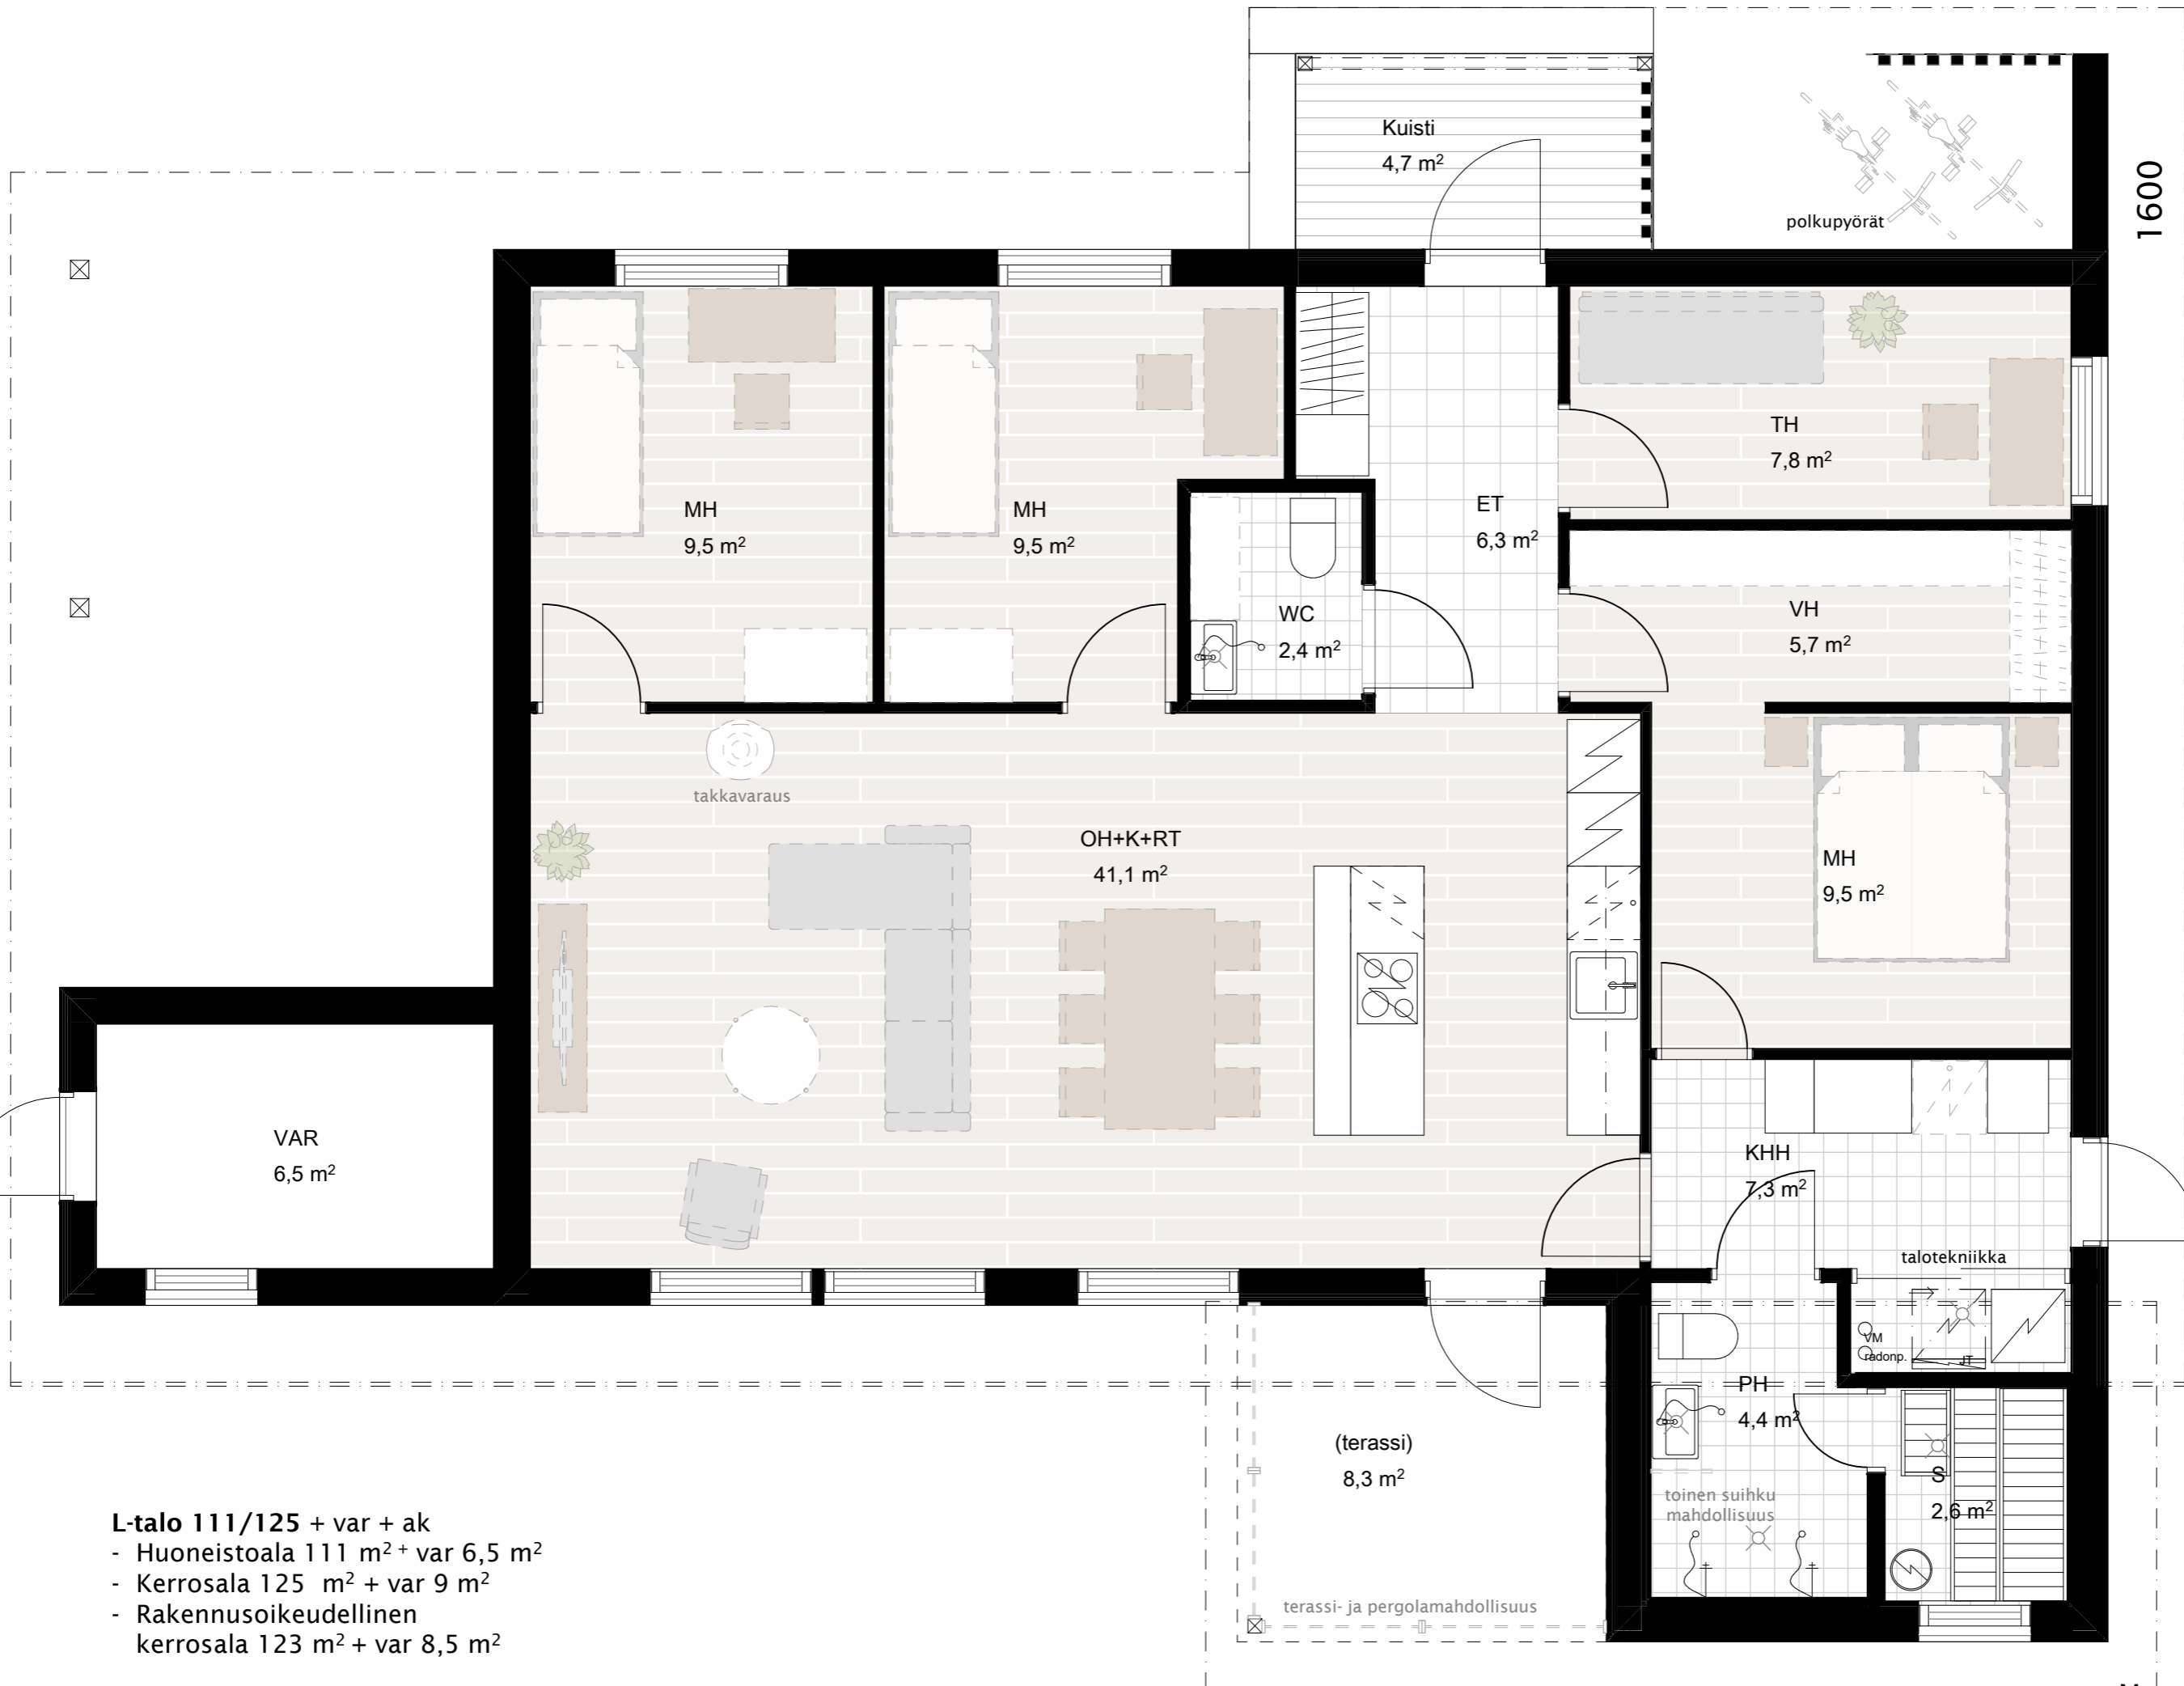 Kuisti
4,7 m²
polkupyörät
1600
TH
7,8 m²
MH
9,5 m²
MH
9,5 m²
ET
6,3 m²
WC
2,4 m²
VH
5,7 m²
takkavaraus
OH+K+RT
41,1 m²
MH
9,5 m²
VAR
6,5 m²
KHH
7,3 m²
talotekniikka
VM
radonp.
JT
PH
4,4 m²
(terassi)
8,3 m²
S
2,6 m²
toinen suihku
mahdollisuus
terassi- ja pergolamahdollisuus
L-talo 111/125 + var + ak
- Huoneistoala 111 m² + var 6,5 m²
- Kerrosala 125 m² + var 9 m²
- Rakennusoikeudellinen
kerrosala 123 m² + var 8,5 m²